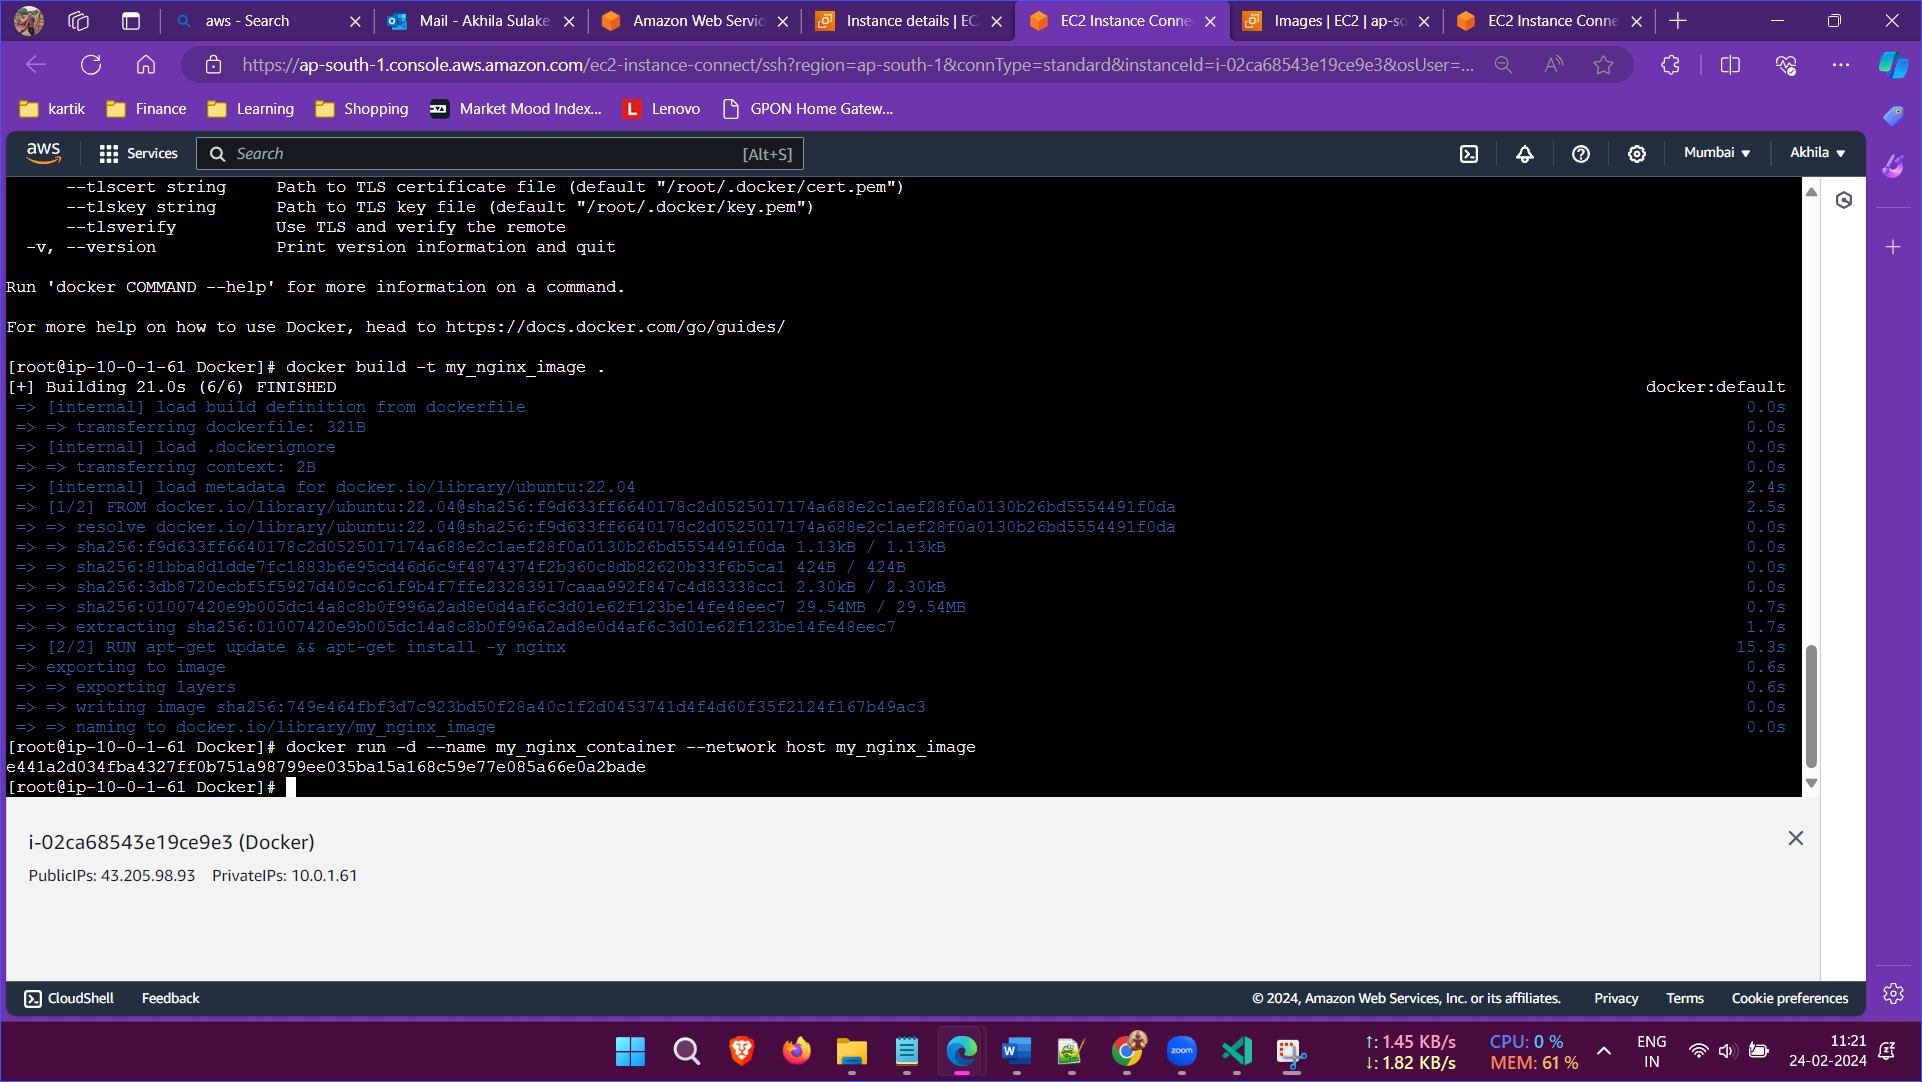 aws - Search
Mail - Akhila Sulake
Amazon Web Servic
Instance details | EC
EC2 Instance Conne
Images | EC2 | ap-so
EC2 Instance Conne
https://ap-south-1.console.aws.amazon.com/ec2-instance-connect/ssh?region=ap-south-1&connType=standard&instanceId=i-02ca68543e19ce9e3&osUser=...
kartik
Finance
Learning
Shopping
Market Mood Index...
Lenovo
GPON Home Gatew...
aws
Services
Search
[Alt+S]
Mumbai
Akhila
--tlscert string Path to TLS certificate file (default "/root/.docker/cert.pem")
--tlskey string Path to TLS key file (default "/root/.docker/key.pem")
--tlsverify Use TLS and verify the remote
-v, --version Print version information and quit
Run 'docker COMMAND --help' for more information on a command.
For more help on how to use Docker, head to https://docs.docker.com/go/guides/
[root@ip-10-0-1-61 Docker]# docker build -t my_nginx_image .
[+] Building 21.0s (6/6) FINISHED docker:default
=> [internal] load build definition from dockerfile 0.0s
=> => transferring dockerfile: 321B 0.0s
=> [internal] load .dockerignore 0.0s
=> => transferring context: 2B 0.0s
=> [internal] load metadata for docker.io/library/ubuntu:22.04 2.4s
=> [1/2] FROM docker.io/library/ubuntu:22.04@sha256:f9d633ff6640178c2d0525017174a688e2c1aef28f0a0130b26bd5554491f0da 2.5s
=> => resolve docker.io/library/ubuntu:22.04@sha256:f9d633ff6640178c2d0525017174a688e2c1aef28f0a0130b26bd5554491f0da 0.0s
=> => sha256:f9d633ff6640178c2d0525017174a688e2c1aef28f0a0130b26bd5554491f0da 1.13kB / 1.13kB 0.0s
=> => sha256:81bba8d1dde7fc1883b6e95cd46d6c9f4874374f2b360c8db82620b33f6b5ca1 424B / 424B 0.0s
=> => sha256:3db8720ecbf5f5927d409cc61f9b4f7ffe23283917caaa992f847c4d83338cc1 2.30kB / 2.30kB 0.0s
=> => sha256:01007420e9b005dc14a8c8b0f996a2ad8e0d4af6c3d01e62f123be14fe48eec7 29.54MB / 29.54MB 0.7s
=> => extracting sha256:01007420e9b005dc14a8c8b0f996a2ad8e0d4af6c3d01e62f123be14fe48eec7 1.7s
=> [2/2] RUN apt-get update && apt-get install -y nginx 15.3s
=> exporting to image 0.6s
=> => exporting layers 0.6s
=> => writing image sha256:749e464fbf3d7c923bd50f28a40c1f2d0453741d4f4d60f35f2124f167b49ac3 0.0s
=> => naming to docker.io/library/my_nginx_image 0.0s
[root@ip-10-0-1-61 Docker]# docker run -d --name my_nginx_container --network host my_nginx_image
e441a2d034fba4327ff0b751a98799ee035ba15a168c59e77e085a66e0a2bade
[root@ip-10-0-1-61 Docker]#
i-02ca68543e19ce9e3 (Docker)
PublicIPs: 43.205.98.93 PrivateIPs: 10.0.1.61
CloudShell
Feedback
© 2024, Amazon Web Services, Inc. or its affiliates.
Privacy
Terms
Cookie preferences
zoom
↑: 1.45 KB/s
↓: 1.82 KB/s
CPU: 0 %
MEM: 61 %
ENG
IN
11:21
24-02-2024